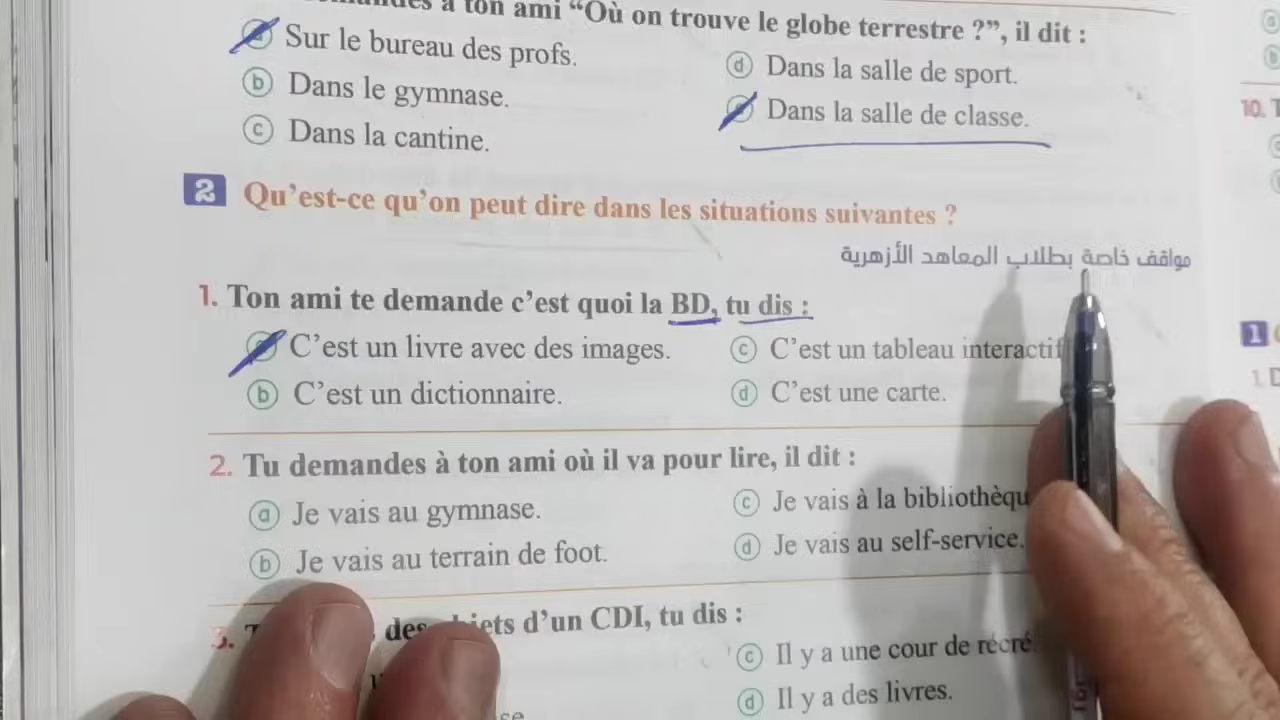 à ton ami “Où on trouve le globe terrestre ?”, il dit :
Sur le bureau des profs.
ⓓ Dans la salle de sport.
ⓑ Dans le gymnase.
Dans la salle de classe.
ⓒ Dans la cantine.
2 Qu’est-ce qu’on peut dire dans les situations suivantes ?
مواقف خاصة بطلاب المعاهد الأزهرية
1. Ton ami te demande c’est quoi la BD, tu dis :
C’est un livre avec des images.
ⓒ C’est un tableau interactif
ⓑ C’est un dictionnaire.
ⓓ C’est une carte.
2. Tu demandes à ton ami où il va pour lire, il dit :
ⓐ Je vais au gymnase.
ⓒ Je vais à la bibliothèqu
ⓑ Je vais au terrain de foot.
ⓓ Je vais au self-service.
3. d’un CDI, tu dis :
ⓒ Il y a une cour de récré.
ⓓ Il y a des livres.
10.
1
1.